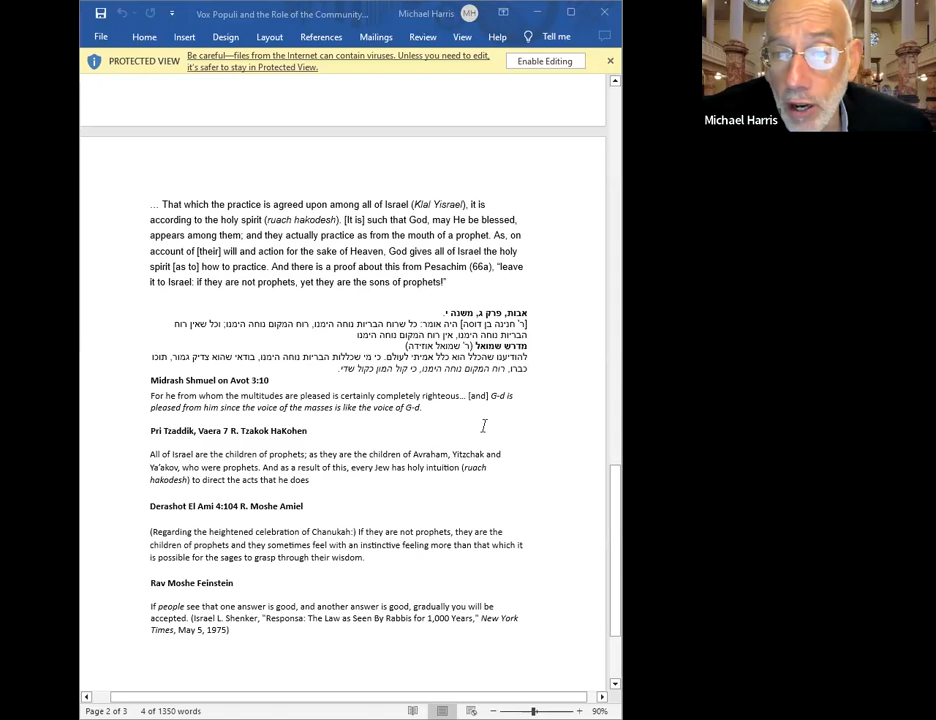 Vox Populi and the Role of the Community...
Michael Harris
MH
File
Home
Insert
Draw
Design
Layout
References
Mailings
Review
View
Help
Tell me
PROTECTED VIEW
Be careful—files from the Internet can contain viruses. Unless you need to edit,
it's safer to stay in Protected View.
Enable Editing
Michael Harris
… That which the practice is agreed upon among all of Israel (Klal Yisrael), it is
according to the holy spirit (ruach hakodesh). [It is] such that God, may He be blessed,
appears among them; and they actually practice as from the mouth of a prophet. As, on
account of [their] will and action for the sake of Heaven, God gives all of Israel the holy
spirit [as to] how to practice. And there is a proof about this from Pesachim (66a), “leave
it to Israel: if they are not prophets, yet they are the sons of prophets!”
אבות, פרק ג, משנה י.
[ר' חנינה בן דוסה] היה אומר: כל שרוח הבריות נוחה הימנו, רוח המקום נוחה הימנו; וכל שאין רוח
הבריות נוחה הימנו, אין רוח המקום נוחה הימנו
מדרש שמואל (ר' שמואל אוזידה)
להודיענו שהכלל הוא כלל אמיתי לעולם. כי מי שכללות הבריות נוחה הימנו, בודאי שהוא צדיק גמור, תוכו
כברו, רוח המקום נוחה הימנו, כי קול המון כקול שדי.
Midrash Shmuel on Avot 3:10
For he from whom the multitudes are pleased is certainly completely righteous... [and] G-d is
pleased from him since the voice of the masses is like the voice of G-d.
Pri Tzaddik, Vaera 7 R. Tzakok HaKohen
All of Israel are the children of prophets; as they are the children of Avraham, Yitzchak and
Ya’akov, who were prophets. And as a result of this, every Jew has holy intuition (ruach
hakodesh) to direct the acts that he does
Derashot El Ami 4:104 R. Moshe Amiel
(Regarding the heightened celebration of Chanukah:) If they are not prophets, they are the
children of prophets and they sometimes feel with an instinctive feeling more than that which it
is possible for the sages to grasp through their wisdom.
Rav Moshe Feinstein
If people see that one answer is good, and another answer is good, gradually you will be
accepted. (Israel L. Shenker, "Responsa: The Law as Seen By Rabbis for 1,000 Years," New York
Times, May 5, 1975)
Page 2 of 3
4 of 1350 words
90%